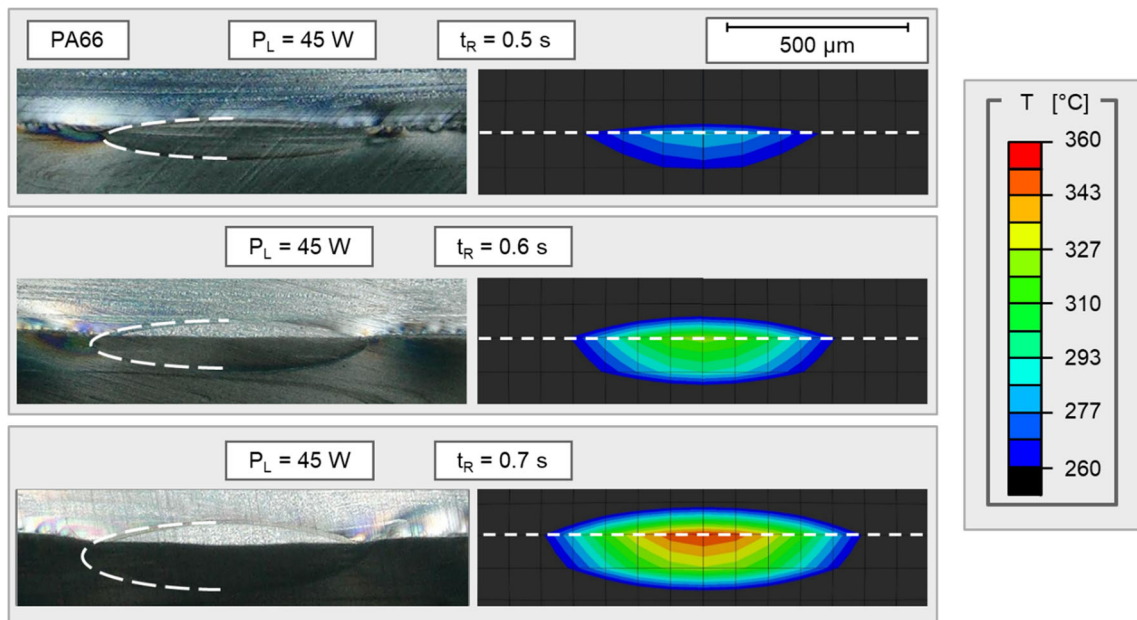 PA66 P_L = 45 W t_R = 0.5 s
500 µm
P_L = 45 W t_R = 0.6 s
P_L = 45 W t_R = 0.7 s
T [°C]
360
343
327
310
293
277
260